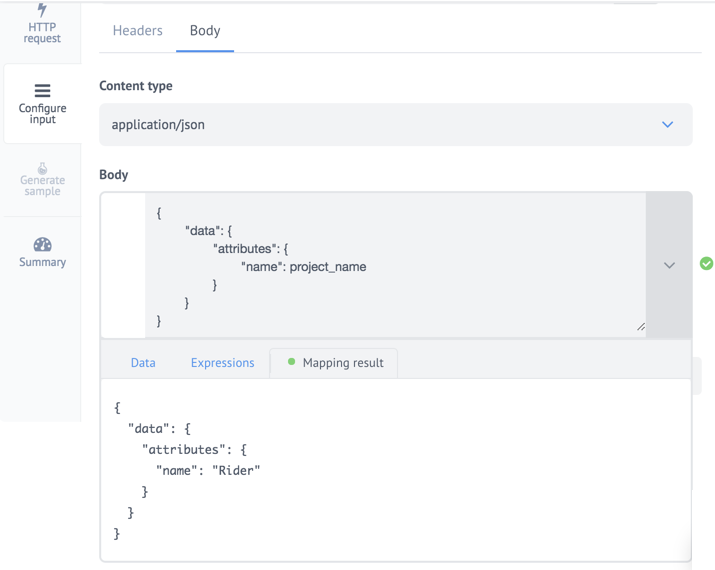 HTTP
request
Configure
input
Generate
sample
Summary
Headers
Body
Content type
application/json
Body
{
"data": {
"attributes": {
"name": project_name
}
}
}
Data
Expressions
Mapping result
{
"data": {
"attributes": {
"name": "Rider"
}
}
}